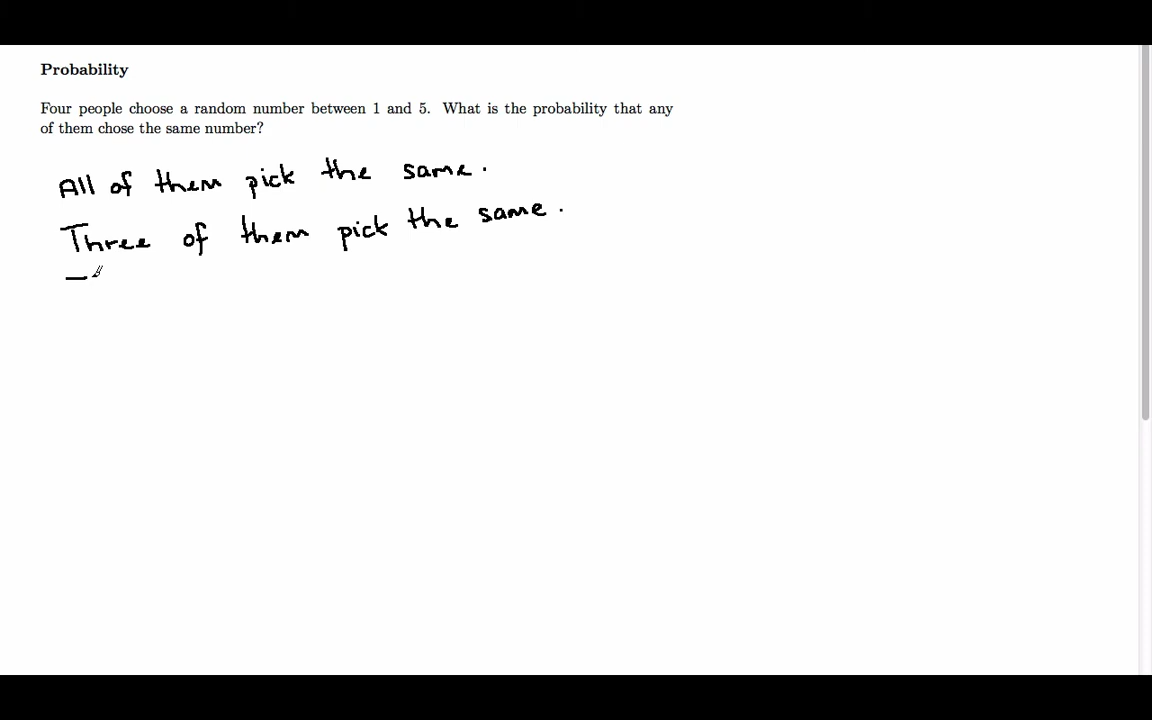 Probability
Four people choose a random number between 1 and 5. What is the probability that any
of them chose the same number?
All of them pick the same.
Three of them pick the same.